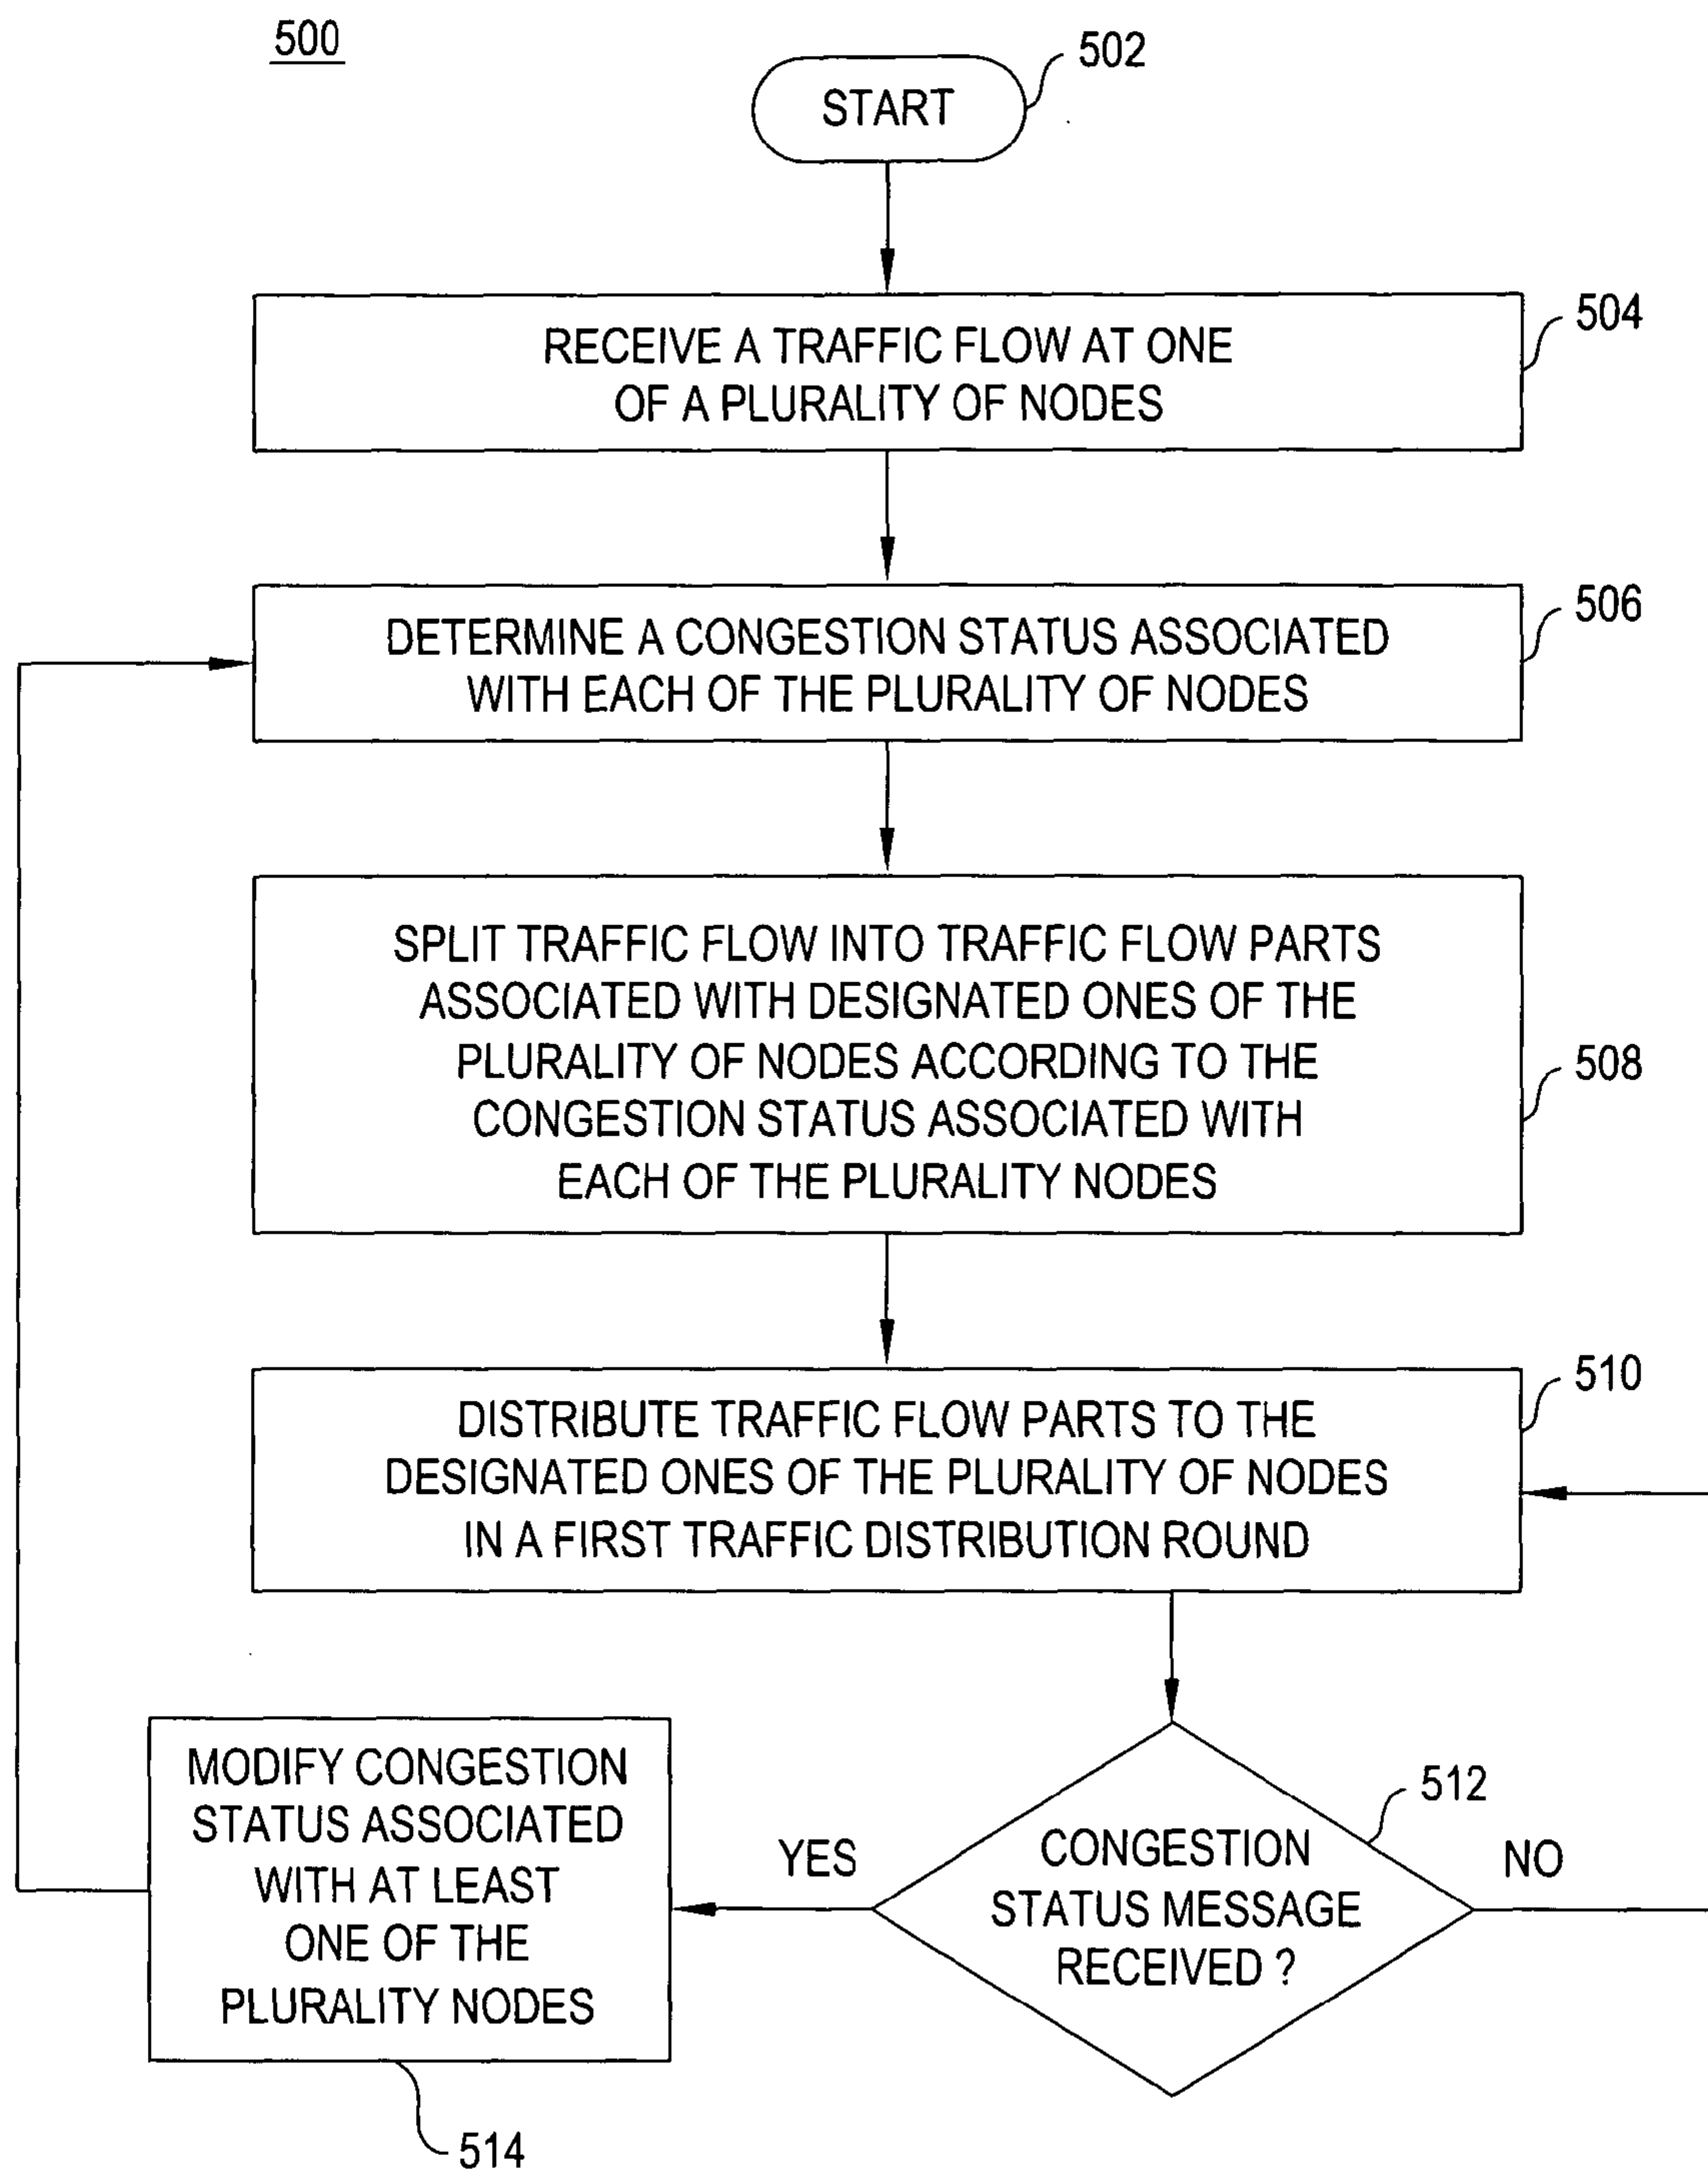 500
502
START
504
RECEIVE A TRAFFIC FLOW AT ONE
OF A PLURALITY OF NODES
506
DETERMINE A CONGESTION STATUS ASSOCIATED
WITH EACH OF THE PLURALITY OF NODES
SPLIT TRAFFIC FLOW INTO TRAFFIC FLOW PARTS
ASSOCIATED WITH DESIGNATED ONES OF THE
PLURALITY OF NODES ACCORDING TO THE
CONGESTION STATUS ASSOCIATED WITH
EACH OF THE PLURALITY NODES
508
510
DISTRIBUTE TRAFFIC FLOW PARTS TO THE
DESIGNATED ONES OF THE PLURALITY OF NODES
IN A FIRST TRAFFIC DISTRIBUTION ROUND
512
CONGESTION
STATUS MESSAGE
RECEIVED ?
YES
NO
MODIFY CONGESTION
STATUS ASSOCIATED
WITH AT LEAST
ONE OF THE
PLURALITY NODES
514